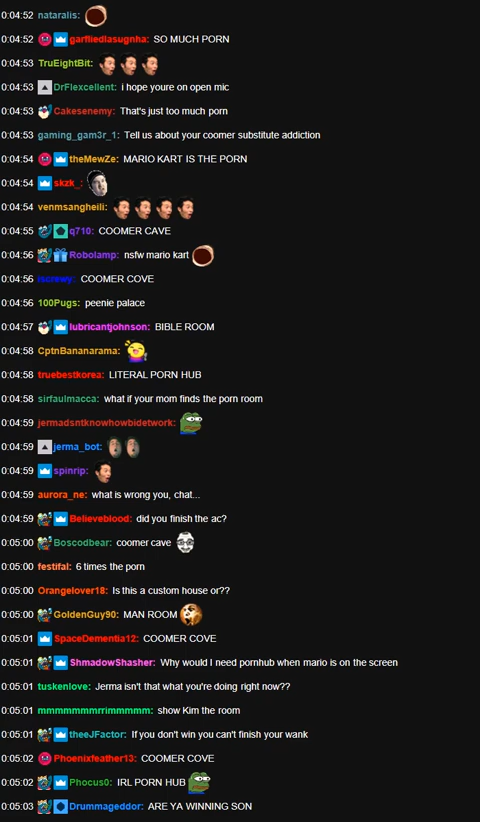 0:04:52 nataralis:
0:04:52 garfliedlasugnha: SO MUCH PORN
0:04:53 TruEightBit:
0:04:53 DrFlexcellent: i hope youre on open mic
0:04:53 Cakesenemy: That's just too much porn
0:04:53 gaming_gam3r_1: Tell us about your coomer substitute addiction
0:04:54 theMewZe: MARIO KART IS THE PORN
0:04:54 skzk_:
0:04:54 venmsangheili:
0:04:55 q710: COOMER CAVE
0:04:56 Robolamp: nsfw mario kart
0:04:56 iscrewy: COOMER COVE
0:04:56 100Pugs: peenie palace
0:04:57 lubricantjohnson: BIBLE ROOM
0:04:58 CptnBananarama:
0:04:58 truebestkorea: LITERAL PORN HUB
0:04:58 sirfaulmacca: what if your mom finds the porn room
0:04:59 jermadsntknowhowbidetwork:
0:04:59 jerma_bot:
0:04:59 spinrip:
0:04:59 aurora_ne: what is wrong you, chat...
0:04:59 Believeblood: did you finish the ac?
0:05:00 Boscodbear: coomer cave
0:05:00 festifal: 6 times the porn
0:05:00 Orangelover18: Is this a custom house or??
0:05:00 GoldenGuy90: MAN ROOM
0:05:01 SpaceDementia12: COOMER COVE
0:05:01 ShmadowShasher: Why would I need pornhub when mario is on the screen
0:05:01 tuskenlove: Jerma isn't that what you're doing right now??
0:05:01 mmmmmmmrrimmmmm: show Kim the room
0:05:01 theeJFactor: If you don't win you can't finish your wank
0:05:02 Phoenixfeather13: COOMER COVE
0:05:02 Phocus0: IRL PORN HUB
0:05:03 Drummageddor: ARE YA WINNING SON